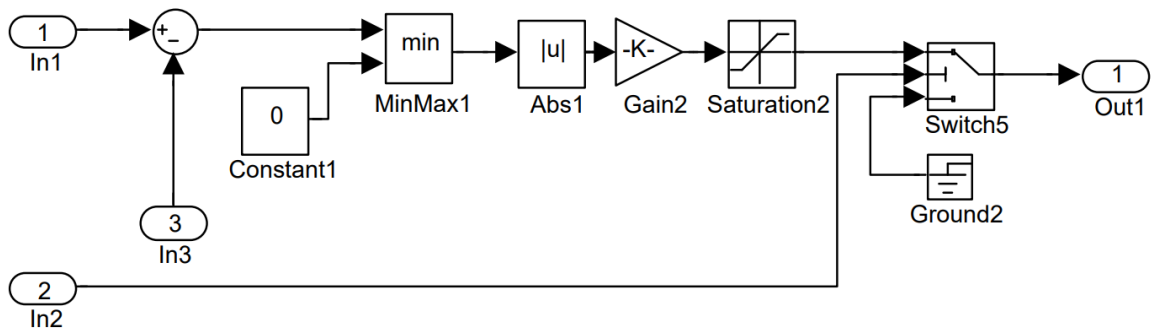 1
In1
+
−
3
In3
2
In2
0
Constant1
min
MinMax1
|u|
Abs1
-K-
Gain2
Saturation2
Switch5
Ground2
1
Out1